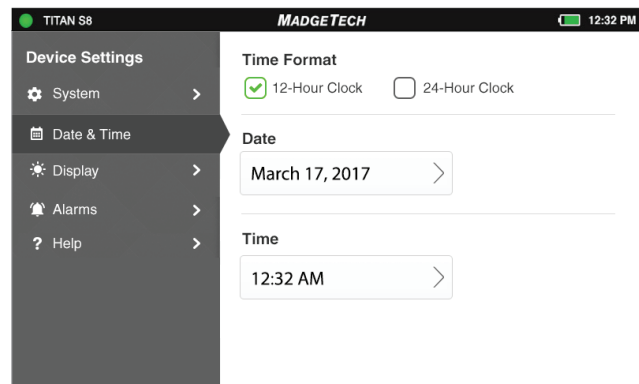 TITAN S8 MADGETECH 12:32 PM
Device Settings
System
Date & Time
Display
Alarms
? Help
Time Format
12-Hour Clock 24-Hour Clock
Date
March 17, 2017
Time
12:32 AM